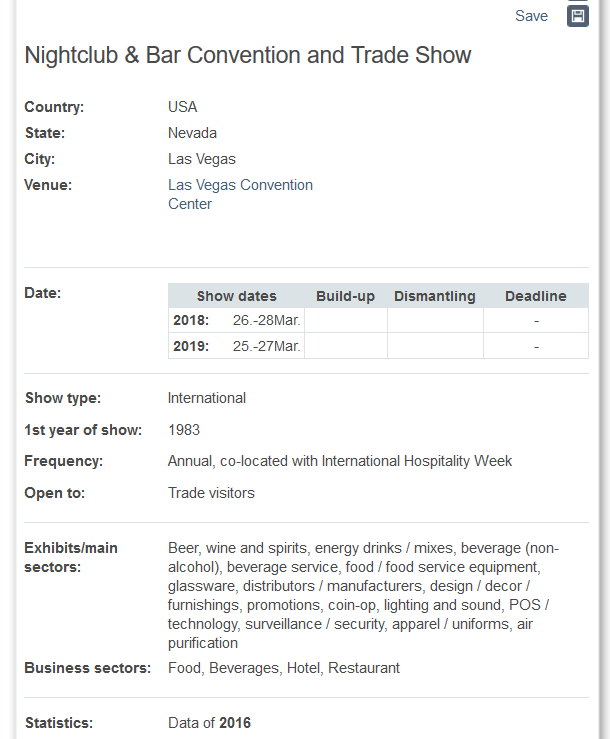 Save
Nightclub & Bar Convention and Trade Show
Country: USA
State: Nevada
City: Las Vegas
Venue: Las Vegas Convention
Center
Date: Show dates Build-up Dismantling Deadline
2018: 26.-28Mar. -
2019: 25.-27Mar. -
Show type: International
1st year of show: 1983
Frequency: Annual, co-located with International Hospitality Week
Open to: Trade visitors
Exhibits/main Beer, wine and spirits, energy drinks / mixes, beverage (non-
sectors: alcohol), beverage service, food / food service equipment,
glassware, distributors / manufacturers, design / decor /
furnishings, promotions, coin-op, lighting and sound, POS /
technology, surveillance / security, apparel / uniforms, air
purification
Business sectors: Food, Beverages, Hotel, Restaurant
Statistics: Data of 2016